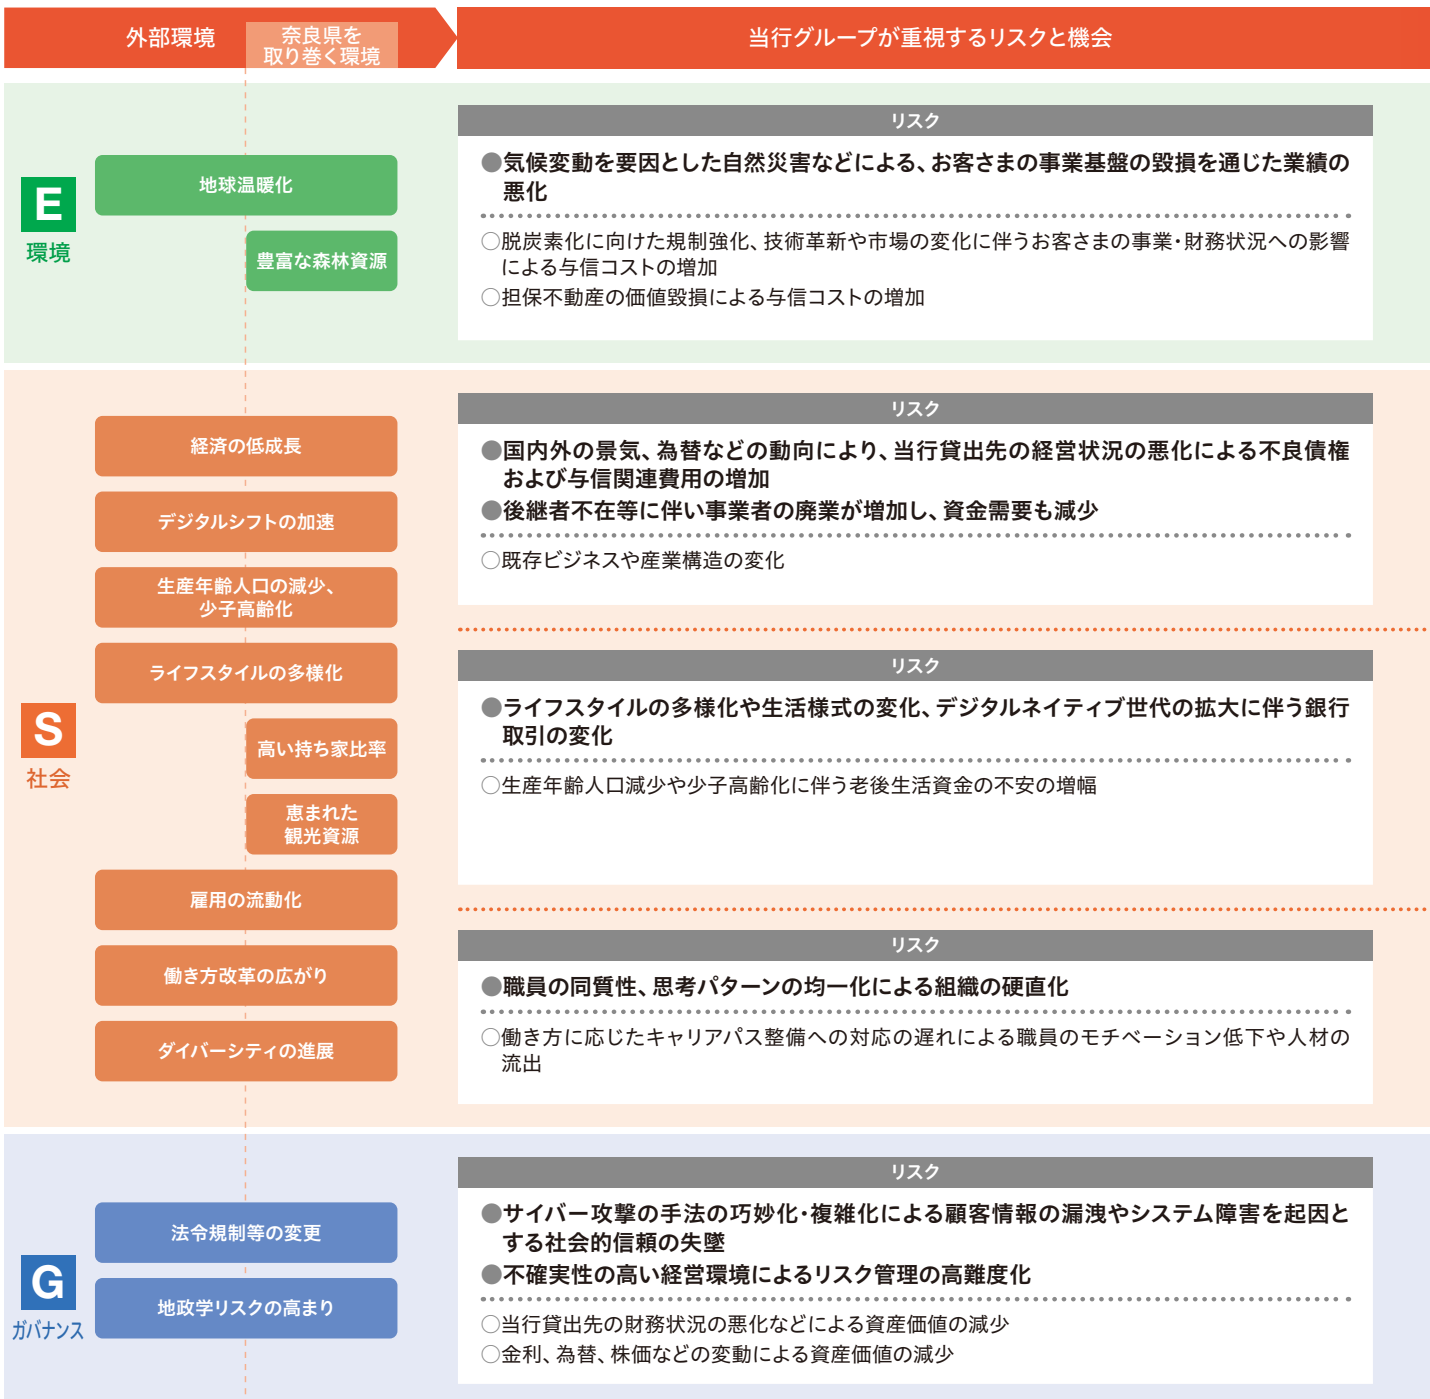 外部環境
奈良県を
取り巻く環境
当行グループが重視するリスクと機会
E
環境
地球温暖化
豊富な森林資源
リスク
●気候変動を要因とした自然災害などによる、お客さまの事業基盤の毀損を通じた業績の
悪化
○脱炭素化に向けた規制強化、技術革新や市場の変化に伴うお客さまの事業・財務状況への影響
による与信コストの増加
○担保不動産の価値毀損による与信コストの増加
S
社会
経済の低成長
デジタルシフトの加速
生産年齢人口の減少、
少子高齢化
ライフスタイルの多様化
高い持ち家比率
恵まれた
観光資源
雇用の流動化
働き方改革の広がり
ダイバーシティの進展
リスク
●国内外の景気、為替などの動向により、当行貸出先の経営状況の悪化による不良債権
および与信関連費用の増加
●後継者不在等に伴い事業者の廃業が増加し、資金需要も減少
○既存ビジネスや産業構造の変化
リスク
●ライフスタイルの多様化や生活様式の変化、デジタルネイティブ世代の拡大に伴う銀行
取引の変化
○生産年齢人口減少や少子高齢化に伴う老後生活資金の不安の増幅
リスク
●職員の同質性、思考パターンの均一化による組織の硬直化
○働き方に応じたキャリアパス整備への対応の遅れによる職員のモチベーション低下や人材の
流出
G
ガバナンス
法令規制等の変更
地政学リスクの高まり
リスク
●サイバー攻撃の手法の巧妙化・複雑化による顧客情報の漏洩やシステム障害を起因と
する社会的信頼の失墜
●不確実性の高い経営環境によるリスク管理の高難度化
○当行貸出先の財務状況の悪化などによる資産価値の減少
○金利、為替、株価などの変動による資産価値の減少